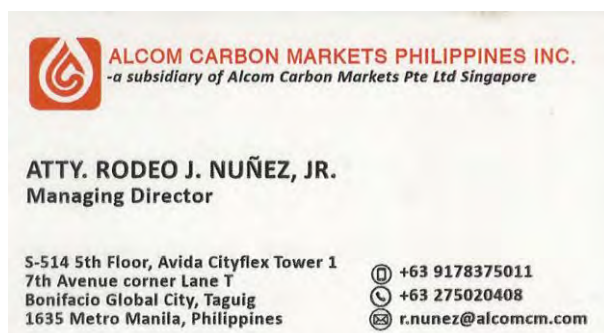 ALCOM CARBON MARKETS PHILIPPINES INC.
-a subsidiary of Alcom Carbon Markets Pte Ltd Singapore
ATTY. RODEO J. NUÑEZ, JR.
Managing Director
S-514 5th Floor, Avida Cityflex Tower 1
7th Avenue corner Lane T
Bonifacio Global City, Taguig
1635 Metro Manila, Philippines
+63 9178375011
+63 275020408
r.nunez@alcomcm.com